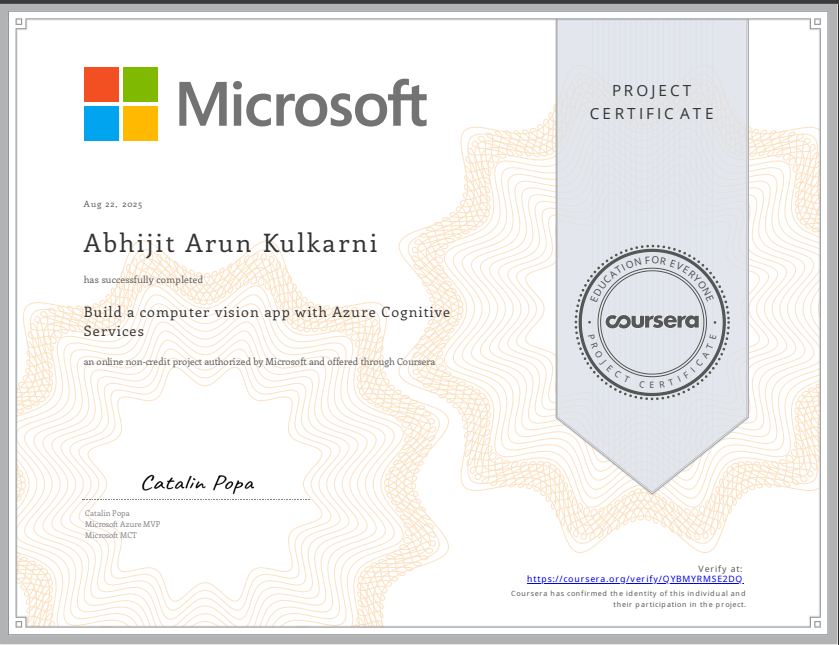 Microsoft
PROJECT
CERTIFICATE
Aug 22, 2025
Abhijit Arun Kulkarni
has successfully completed
Build a computer vision app with Azure Cognitive
Services
an online non-credit project authorized by Microsoft and offered through Coursera
EDUCATION FOR EVERYONE
coursera
PROJECT CERTIFICATE
Catalin Popa
Catalin Popa
Microsoft Azure MVP
Microsoft MCT
Verify at:
https://coursera.org/verify/QYBMYRMSE2DQ
Coursera has confirmed the identity of this individual and
their participation in the project.